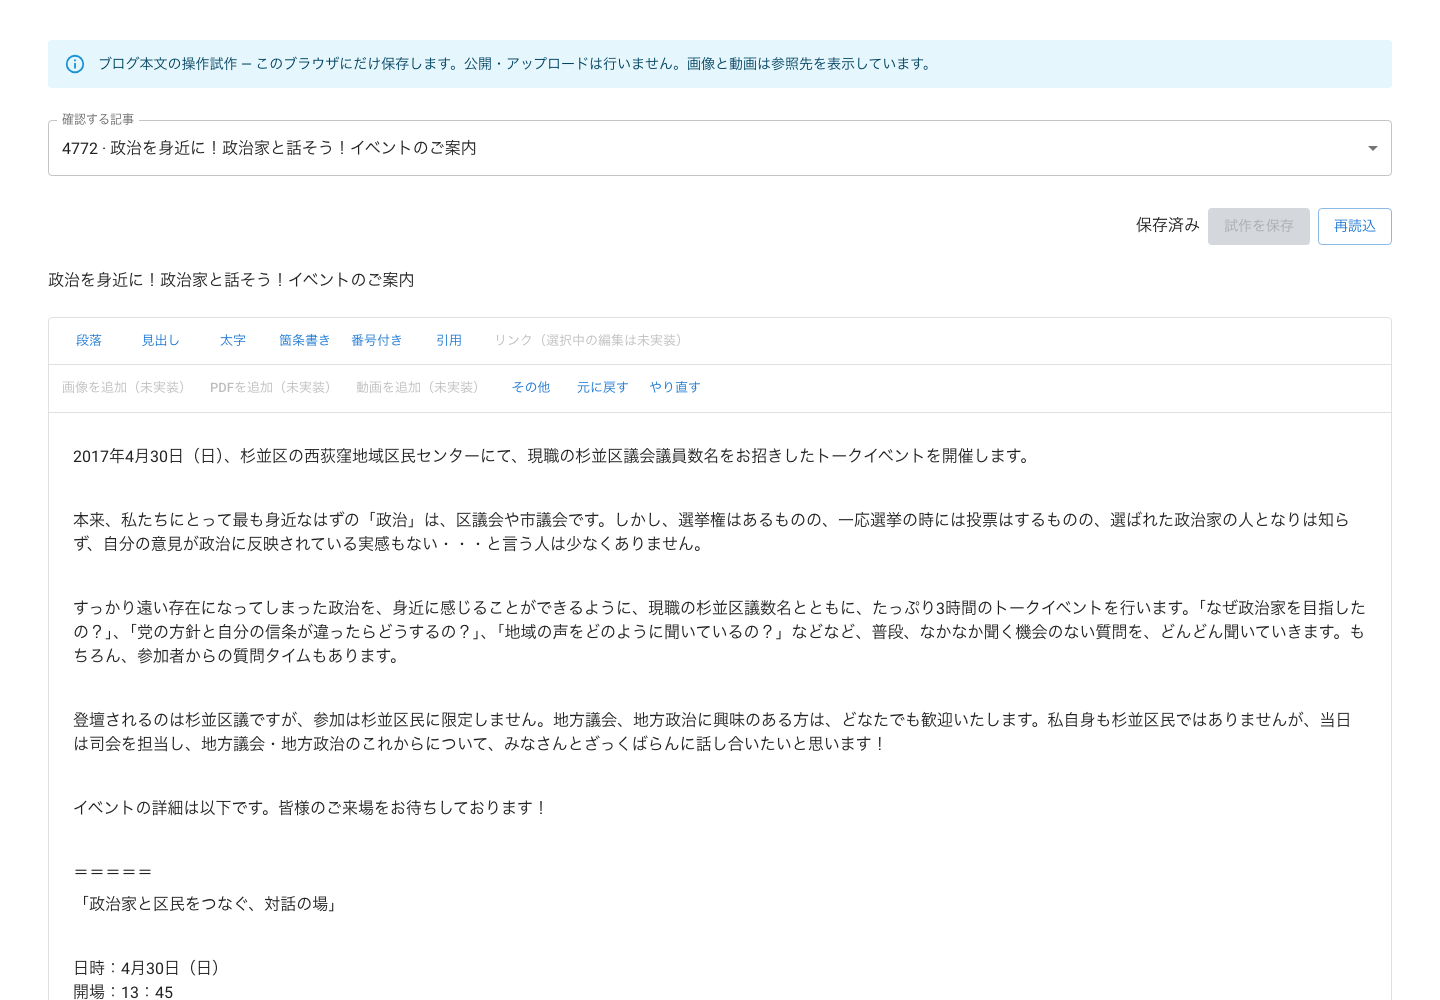 ブログ本文の操作試作 — このブラウザにだけ保存します。公開・アップロードは行いません。画像と動画は参照先を表示しています。
確認する記事
4772 · 政治を身近に！政治家と話そう！イベントのご案内
保存済み 試作を保存 再読込
政治を身近に！政治家と話そう！イベントのご案内
段落 見出し 太字 箇条書き 番号付き 引用 リンク（選択中の編集は未実装）
画像を追加（未実装） PDFを追加（未実装） 動画を追加（未実装） その他 元に戻す やり直す
2017年4月30日（日）、杉並区の西荻窪地域区民センターにて、現職の杉並区議会議員数名をお招きしたトークイベントを開催します。
本来、私たちにとって最も身近なはずの「政治」は、区議会や市議会です。しかし、選挙権はあるものの、一応選挙の時には投票はするものの、選ばれた政治家の人となりは知ら
ず、自分の意見が政治に反映されている実感もない・・・と言う人は少なくありません。
すっかり遠い存在になってしまった政治を、身近に感じることができるように、現職の杉並区議数名とともに、たっぷり3時間のトークイベントを行います。「なぜ政治家を目指した
の？」、「党の方針と自分の信条が違ったらどうするの？」、「地域の声をどのように聞いているの？」などなど、普段、なかなか聞く機会のない質問を、どんどん聞いていきます。も
ちろん、参加者からの質問タイムもあります。
登壇されるのは杉並区議ですが、参加は杉並区民に限定しません。地方議会、地方政治に興味のある方は、どなたでも歓迎いたします。私自身も杉並区民ではありませんが、当日
は司会を担当し、地方議会・地方政治のこれからについて、みなさんとざっくばらんに話し合いたいと思います！
イベントの詳細は以下です。皆様のご来場をお待ちしております！
＝＝＝＝＝
「政治家と区民をつなぐ、対話の場」
日時：4月30日（日）
開場：13：45